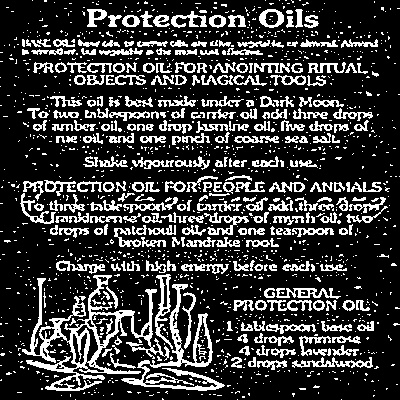 Protection Oils
BASE OIL: base oils or carrier oils are olive, vegetable, or almond. Almond
is smoother, but vegetable is the most cost effective.
PROTECTION OIL FOR ANOINTING RITUAL
OBJECTS AND MAGICAL TOOLS
This oil is best made under a Dark Moon.
To two tablespoons of carrier oil add three drops
of amber oil, one drop Jasmine oil, five drops of
rue oil, and one pinch of coarse sea salt.
Shake vigourously after each use.
PROTECTION OIL FOR PEOPLE AND ANIMALS
To three tablespoons of carrier oil add three drops
of frankincense oil, three drops of myrrh oil, two
drops of patchouli oil, and one teaspoon of
broken Mandrake root.
Charge with high energy before each use.
GENERAL
PROTECTION OIL
1 tablespoon base oil
4 drops primrose
4 drops lavender
2 drops sandalwood